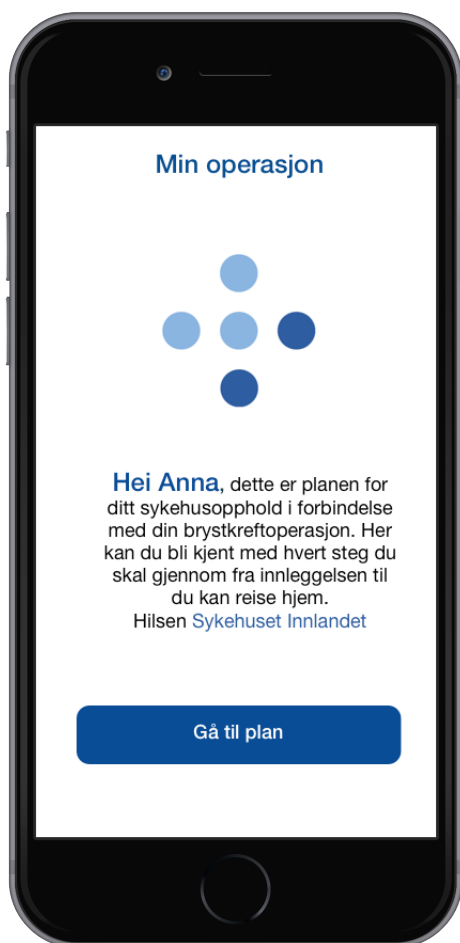 Min operasjon
Hei Anna, dette er planen for
ditt sykehusopphold i forbindelse
med din brystkreftoperasjon. Her
kan du bli kjent med hvert steg du
skal gjennom fra innleggelsen til
du kan reise hjem.
Hilsen Sykehuset Innlandet
Gå til plan